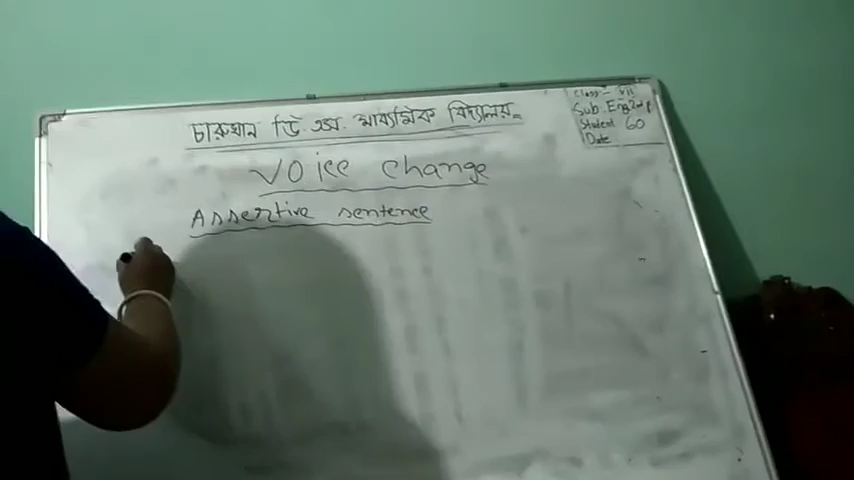 চারুখান ডি. এস. মাধ্যমিক বিদ্যালয়
Class - VII
Sub. Eng 2nd P
Student 60
Date
Voice change
Assertive sentence